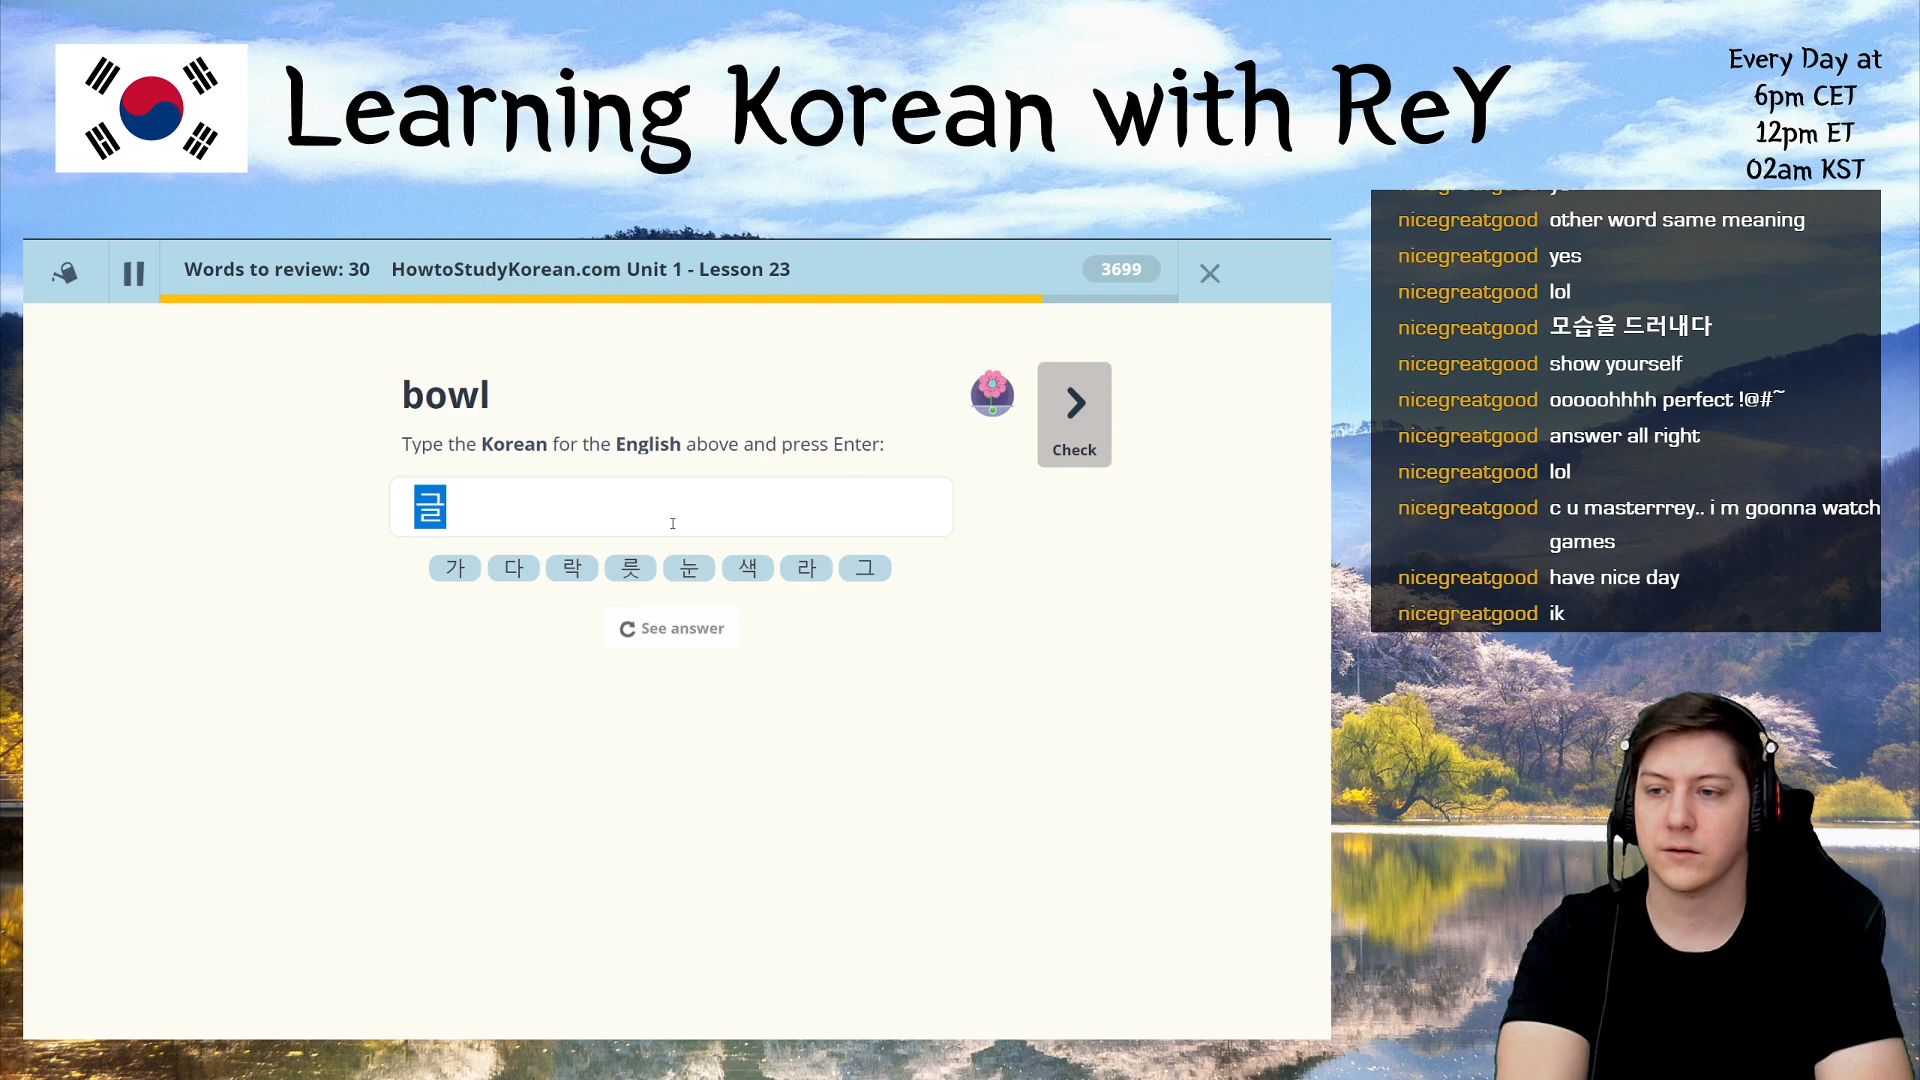 Learning Korean with ReY
Every Day at
6pm CET
12pm ET
02am KST
nicegreatgood other word same meaning
nicegreatgood yes
nicegreatgood lol
nicegreatgood 모습을 드러내다
nicegreatgood show yourself
nicegreatgood ooooohhhh perfect !@#~
nicegreatgood answer all right
nicegreatgood lol
nicegreatgood c u masterrrey.. i m goonna watch
games
nicegreatgood have nice day
nicegreatgood ik
Words to review: 30 HowtoStudyKorean.com Unit 1 - Lesson 23
3699
bowl
Type the Korean for the English above and press Enter:
Check
글
가 다 락 릇 눈 색 라 그
See answer